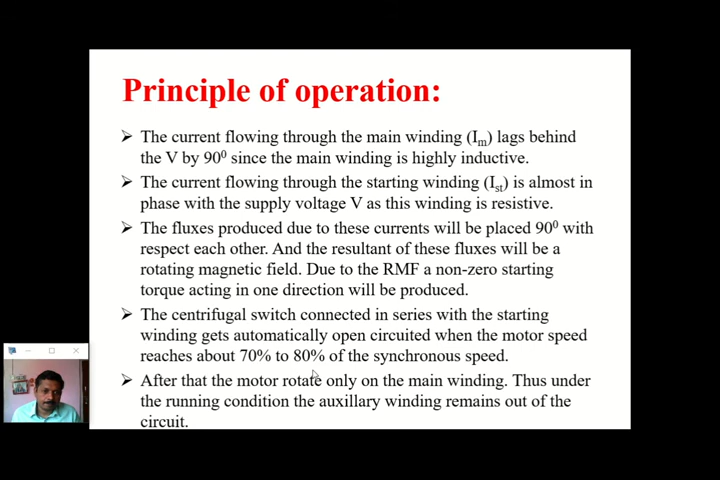 Principle of operation:
➢ The current flowing through the main winding (Im) lags behind
the V by 90⁰ since the main winding is highly inductive.
➢ The current flowing through the starting winding (Ist) is almost in
phase with the supply voltage V as this winding is resistive.
➢ The fluxes produced due to these currents will be placed 90⁰ with
respect each other. And the resultant of these fluxes will be a
rotating magnetic field. Due to the RMF a non-zero starting
torque acting in one direction will be produced.
➢ The centrifugal switch connected in series with the starting
winding gets automatically open circuited when the motor speed
reaches about 70% to 80% of the synchronous speed.
➢ After that the motor rotate only on the main winding. Thus under
the running condition the auxillary winding remains out of the
circuit.